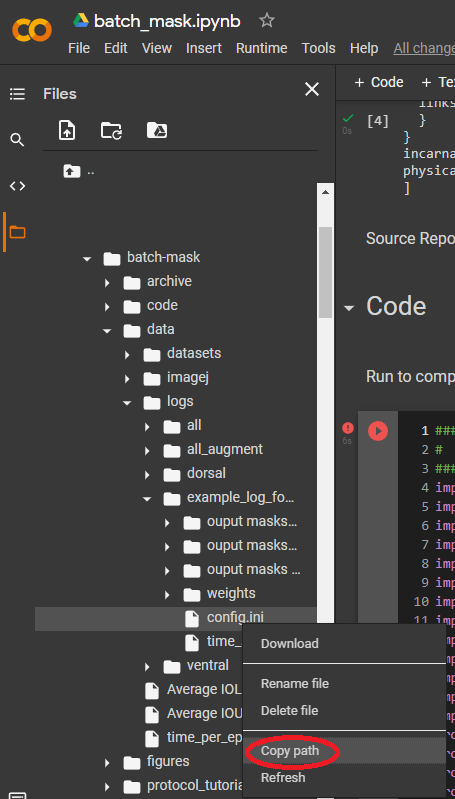 batch_mask.ipynb
File Edit View Insert Runtime Tools Help All change
Files
+ Code + Te
..
batch-mask
archive
code
data
datasets
imagej
logs
all
all_augment
dorsal
example_log_fo...
ouput masks...
ouput masks...
ouput masks ...
weights
config.ini
time_
ventral
Average IOL
Average IOU
time_per_ep
figures
protocol_tutoria
Download
Rename file
Delete file
Copy path
Refresh
links
[4] }
0s
}
incarna
physica
]
Source Repo
Code
Run to comp
6s
1 ###
2 #
3 ###
4 imp
5 imp
6 imp
7 imp
8 imp
9 imp
10 imp
11 imp